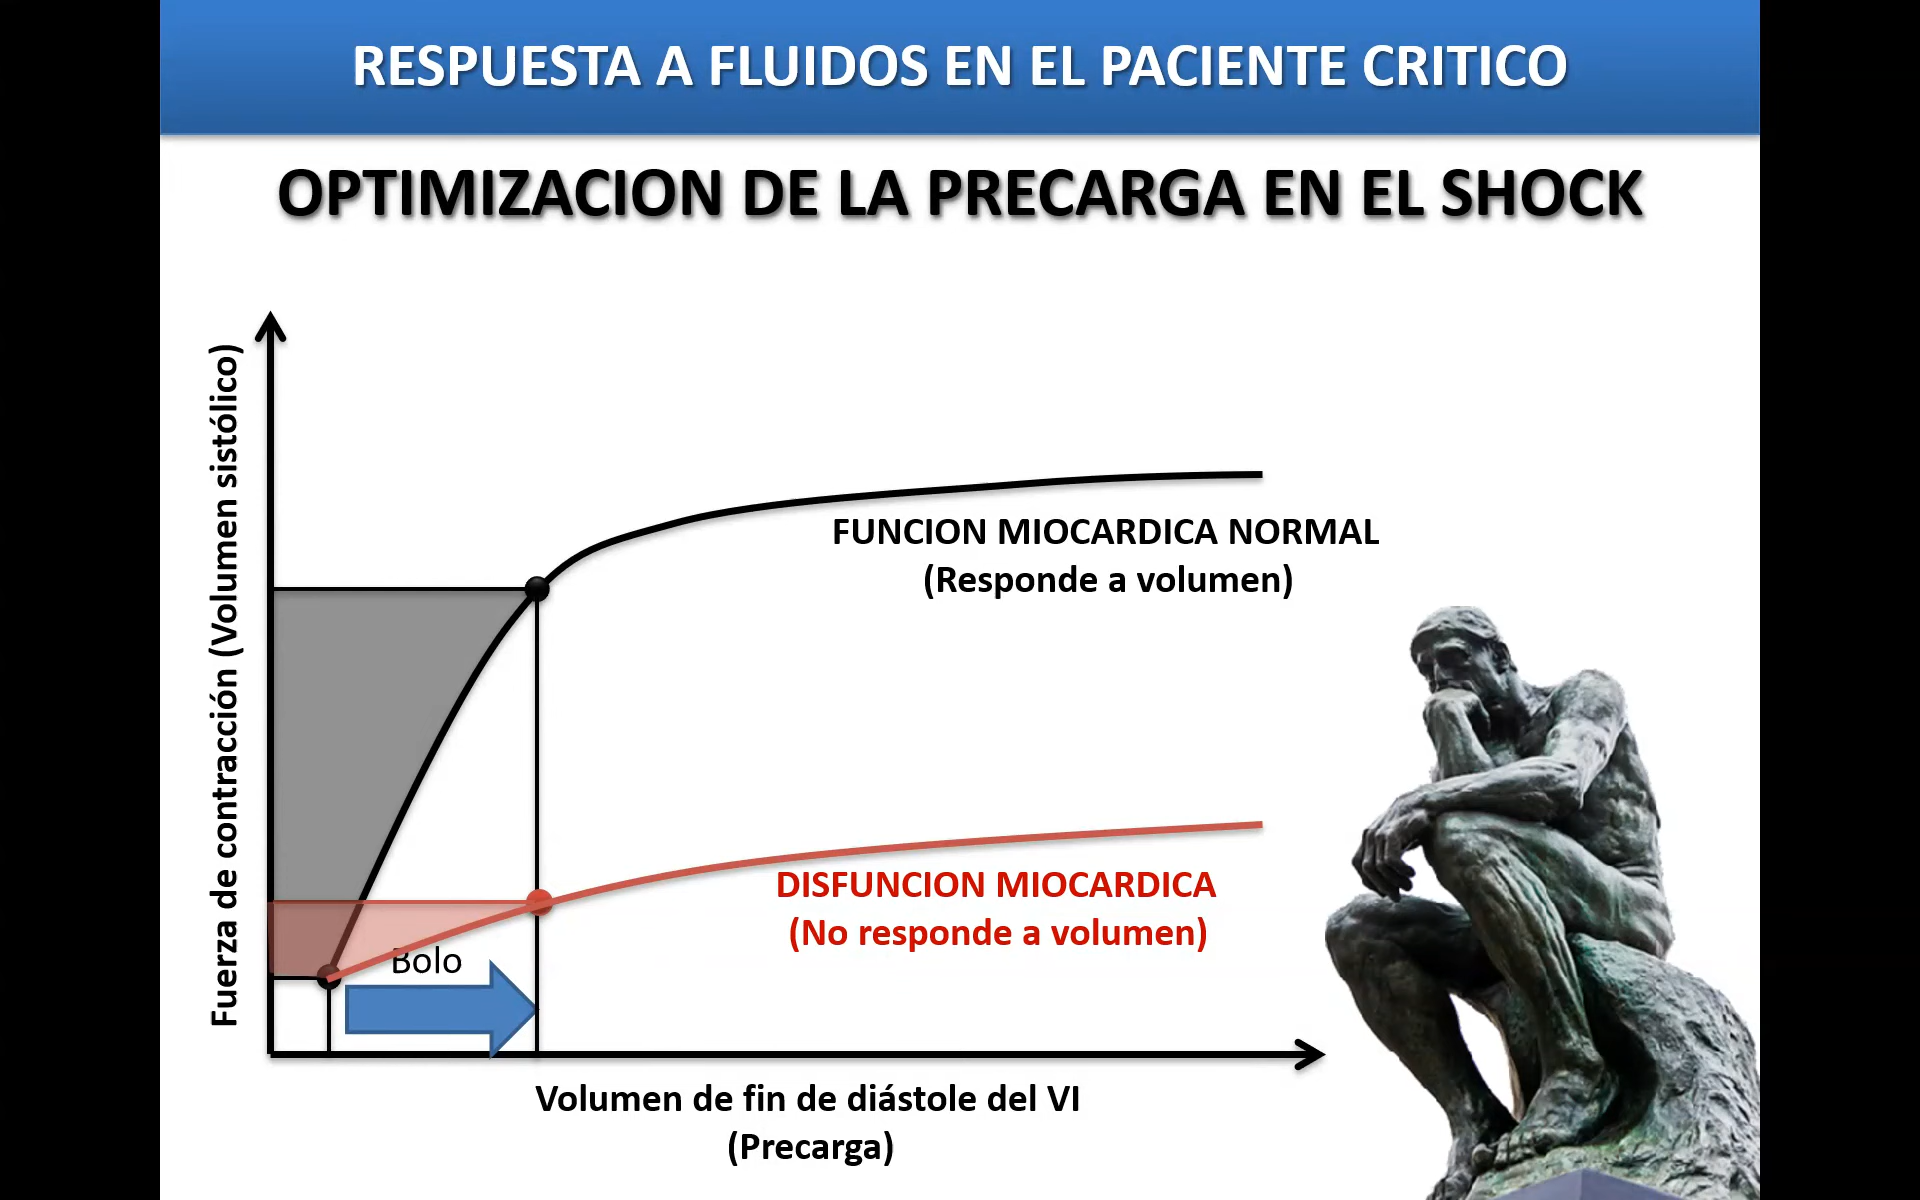 RESPUESTA A FLUIDOS EN EL PACIENTE CRITICO
OPTIMIZACION DE LA PRECARGA EN EL SHOCK
Fuerza de contracción (Volumen sistólico)
FUNCION MIOCARDICA NORMAL
(Responde a volumen)
DISFUNCION MIOCARDICA
(No responde a volumen)
Bolo
Volumen de fin de diástole del VI
(Precarga)